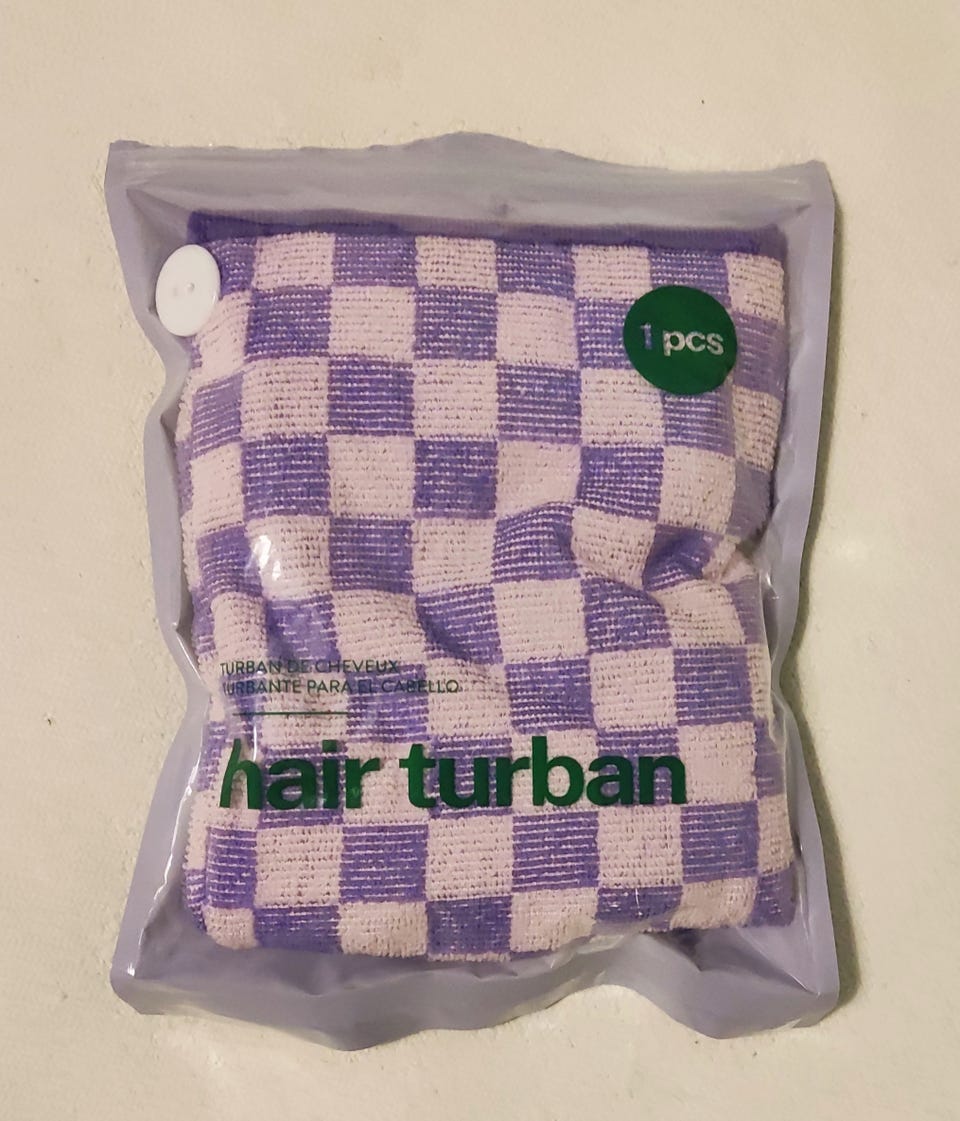 1 pcs
TURBAN DE CHEVEUX
TURBANTE PARA EL CABELLO
hair turban